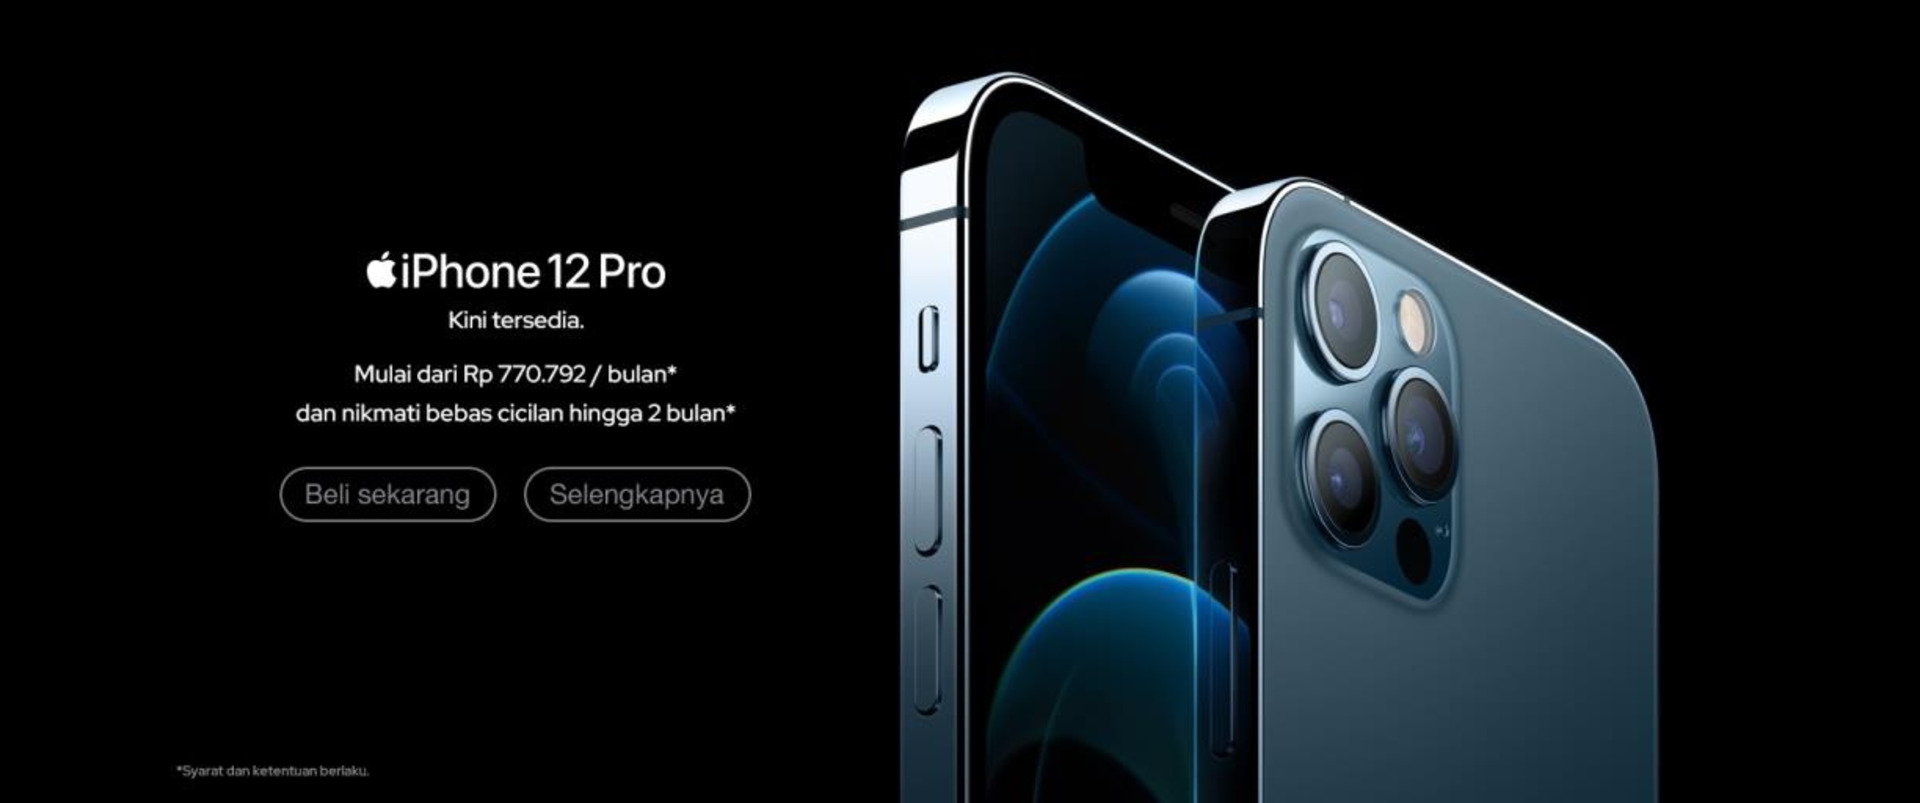 iPhone 12 Pro
Kini tersedia.
Mulai dari Rp 770.792 / bulan*
dan nikmati bebas cicilan hingga 2 bulan*
Beli sekarang
Selengkapnya
*Syarat dan ketentuan berlaku.